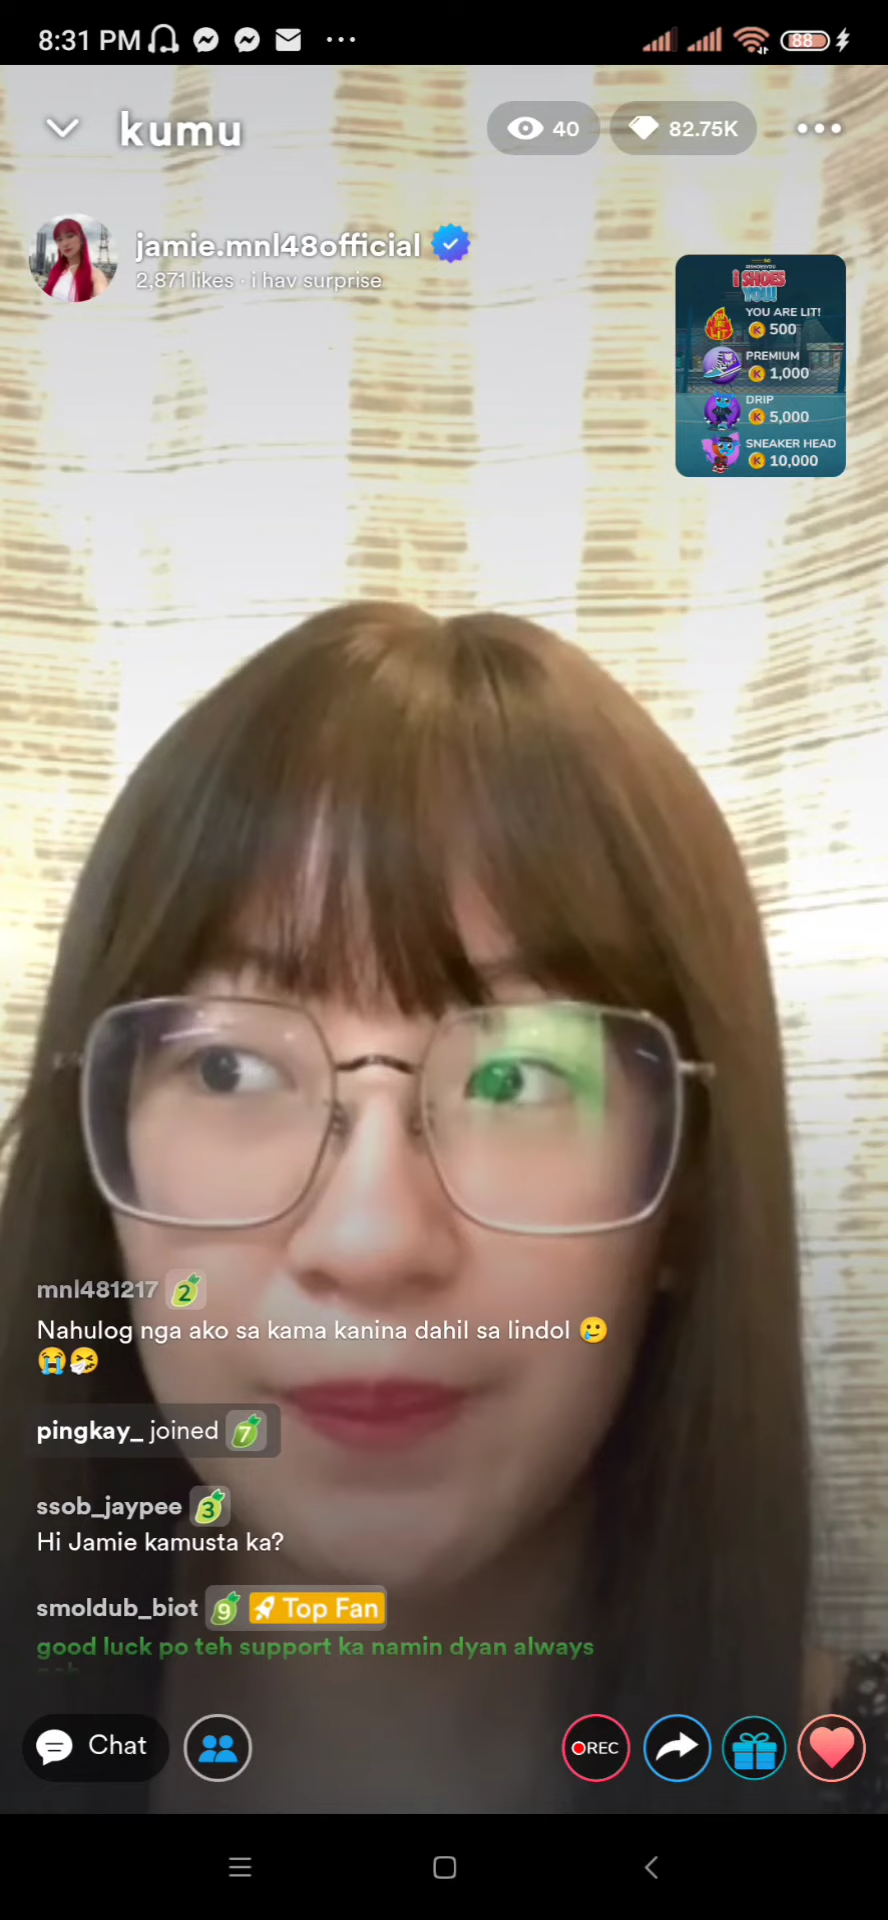 8:31 PM
88
kumu
40
82.75K
jamie.mnl48official
2,871 likes · i hav surprise
I SHOES
YOU!
YOU ARE LIT!
K 500
PREMIUM
K 1,000
DRIP
K 5,000
SNEAKER HEAD
K 10,000
mnl481217 2
Nahulog nga ako sa kama kanina dahil sa lindol 🥲
😭🤧
pingkay_ joined 7
ssob_jaypee 3
Hi Jamie kamusta ka?
smoldub_biot 9 Top Fan
good luck po teh support ka namin dyan always
Chat
REC